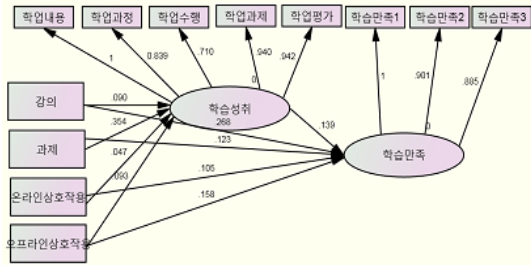 학업내용 학업과정 학업수행 학업과제 학업평가 학습만족1 학습만족2 학습만족3
1 0.839 .710 .940 .942 1 .901 .885
0
강의 .090 학습성취
.354 .268 .139 0
과제 .123
.047 학습만족
.093 .105
온라인상호작용
.158
오프라인상호작용